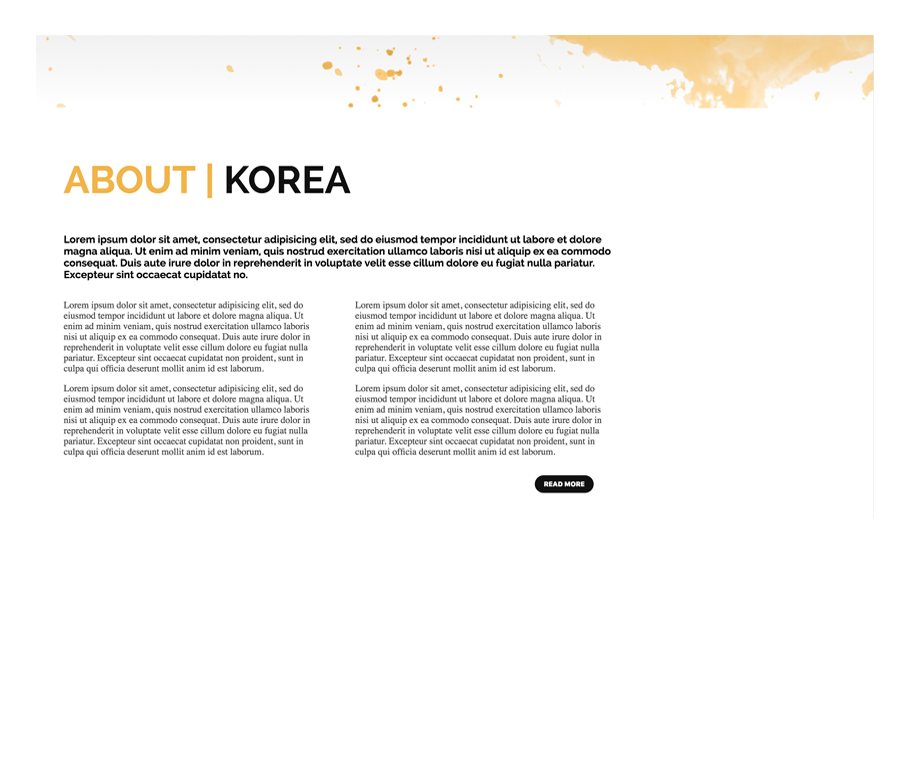 ABOUT | KOREA
Lorem ipsum dolor sit amet, consectetur adipisicing elit, sed do eiusmod tempor incididunt ut labore et dolore
magna aliqua. Ut enim ad minim veniam, quis nostrud exercitation ullamco laboris nisi ut aliquip ex ea commodo
consequat. Duis aute irure dolor in reprehenderit in voluptate velit esse cillum dolore eu fugiat nulla pariatur.
Excepteur sint occaecat cupidatat no.
Lorem ipsum dolor sit amet, consectetur adipisicing elit, sed do
eiusmod tempor incididunt ut labore et dolore magna aliqua. Ut
enim ad minim veniam, quis nostrud exercitation ullamco laboris
nisi ut aliquip ex ea commodo consequat. Duis aute irure dolor in
reprehenderit in voluptate velit esse cillum dolore eu fugiat nulla
pariatur. Excepteur sint occaecat cupidatat non proident, sunt in
culpa qui officia deserunt mollit anim id est laborum.
Lorem ipsum dolor sit amet, consectetur adipisicing elit, sed do
eiusmod tempor incididunt ut labore et dolore magna aliqua. Ut
enim ad minim veniam, quis nostrud exercitation ullamco laboris
nisi ut aliquip ex ea commodo consequat. Duis aute irure dolor in
reprehenderit in voluptate velit esse cillum dolore eu fugiat nulla
pariatur. Excepteur sint occaecat cupidatat non proident, sunt in
culpa qui officia deserunt mollit anim id est laborum.
Lorem ipsum dolor sit amet, consectetur adipisicing elit, sed do
eiusmod tempor incididunt ut labore et dolore magna aliqua. Ut
enim ad minim veniam, quis nostrud exercitation ullamco laboris
nisi ut aliquip ex ea commodo consequat. Duis aute irure dolor in
reprehenderit in voluptate velit esse cillum dolore eu fugiat nulla
pariatur. Excepteur sint occaecat cupidatat non proident, sunt in
culpa qui officia deserunt mollit anim id est laborum.
Lorem ipsum dolor sit amet, consectetur adipisicing elit, sed do
eiusmod tempor incididunt ut labore et dolore magna aliqua. Ut
enim ad minim veniam, quis nostrud exercitation ullamco laboris
nisi ut aliquip ex ea commodo consequat. Duis aute irure dolor in
reprehenderit in voluptate velit esse cillum dolore eu fugiat nulla
pariatur. Excepteur sint occaecat cupidatat non proident, sunt in
culpa qui officia deserunt mollit anim id est laborum.
READ MORE